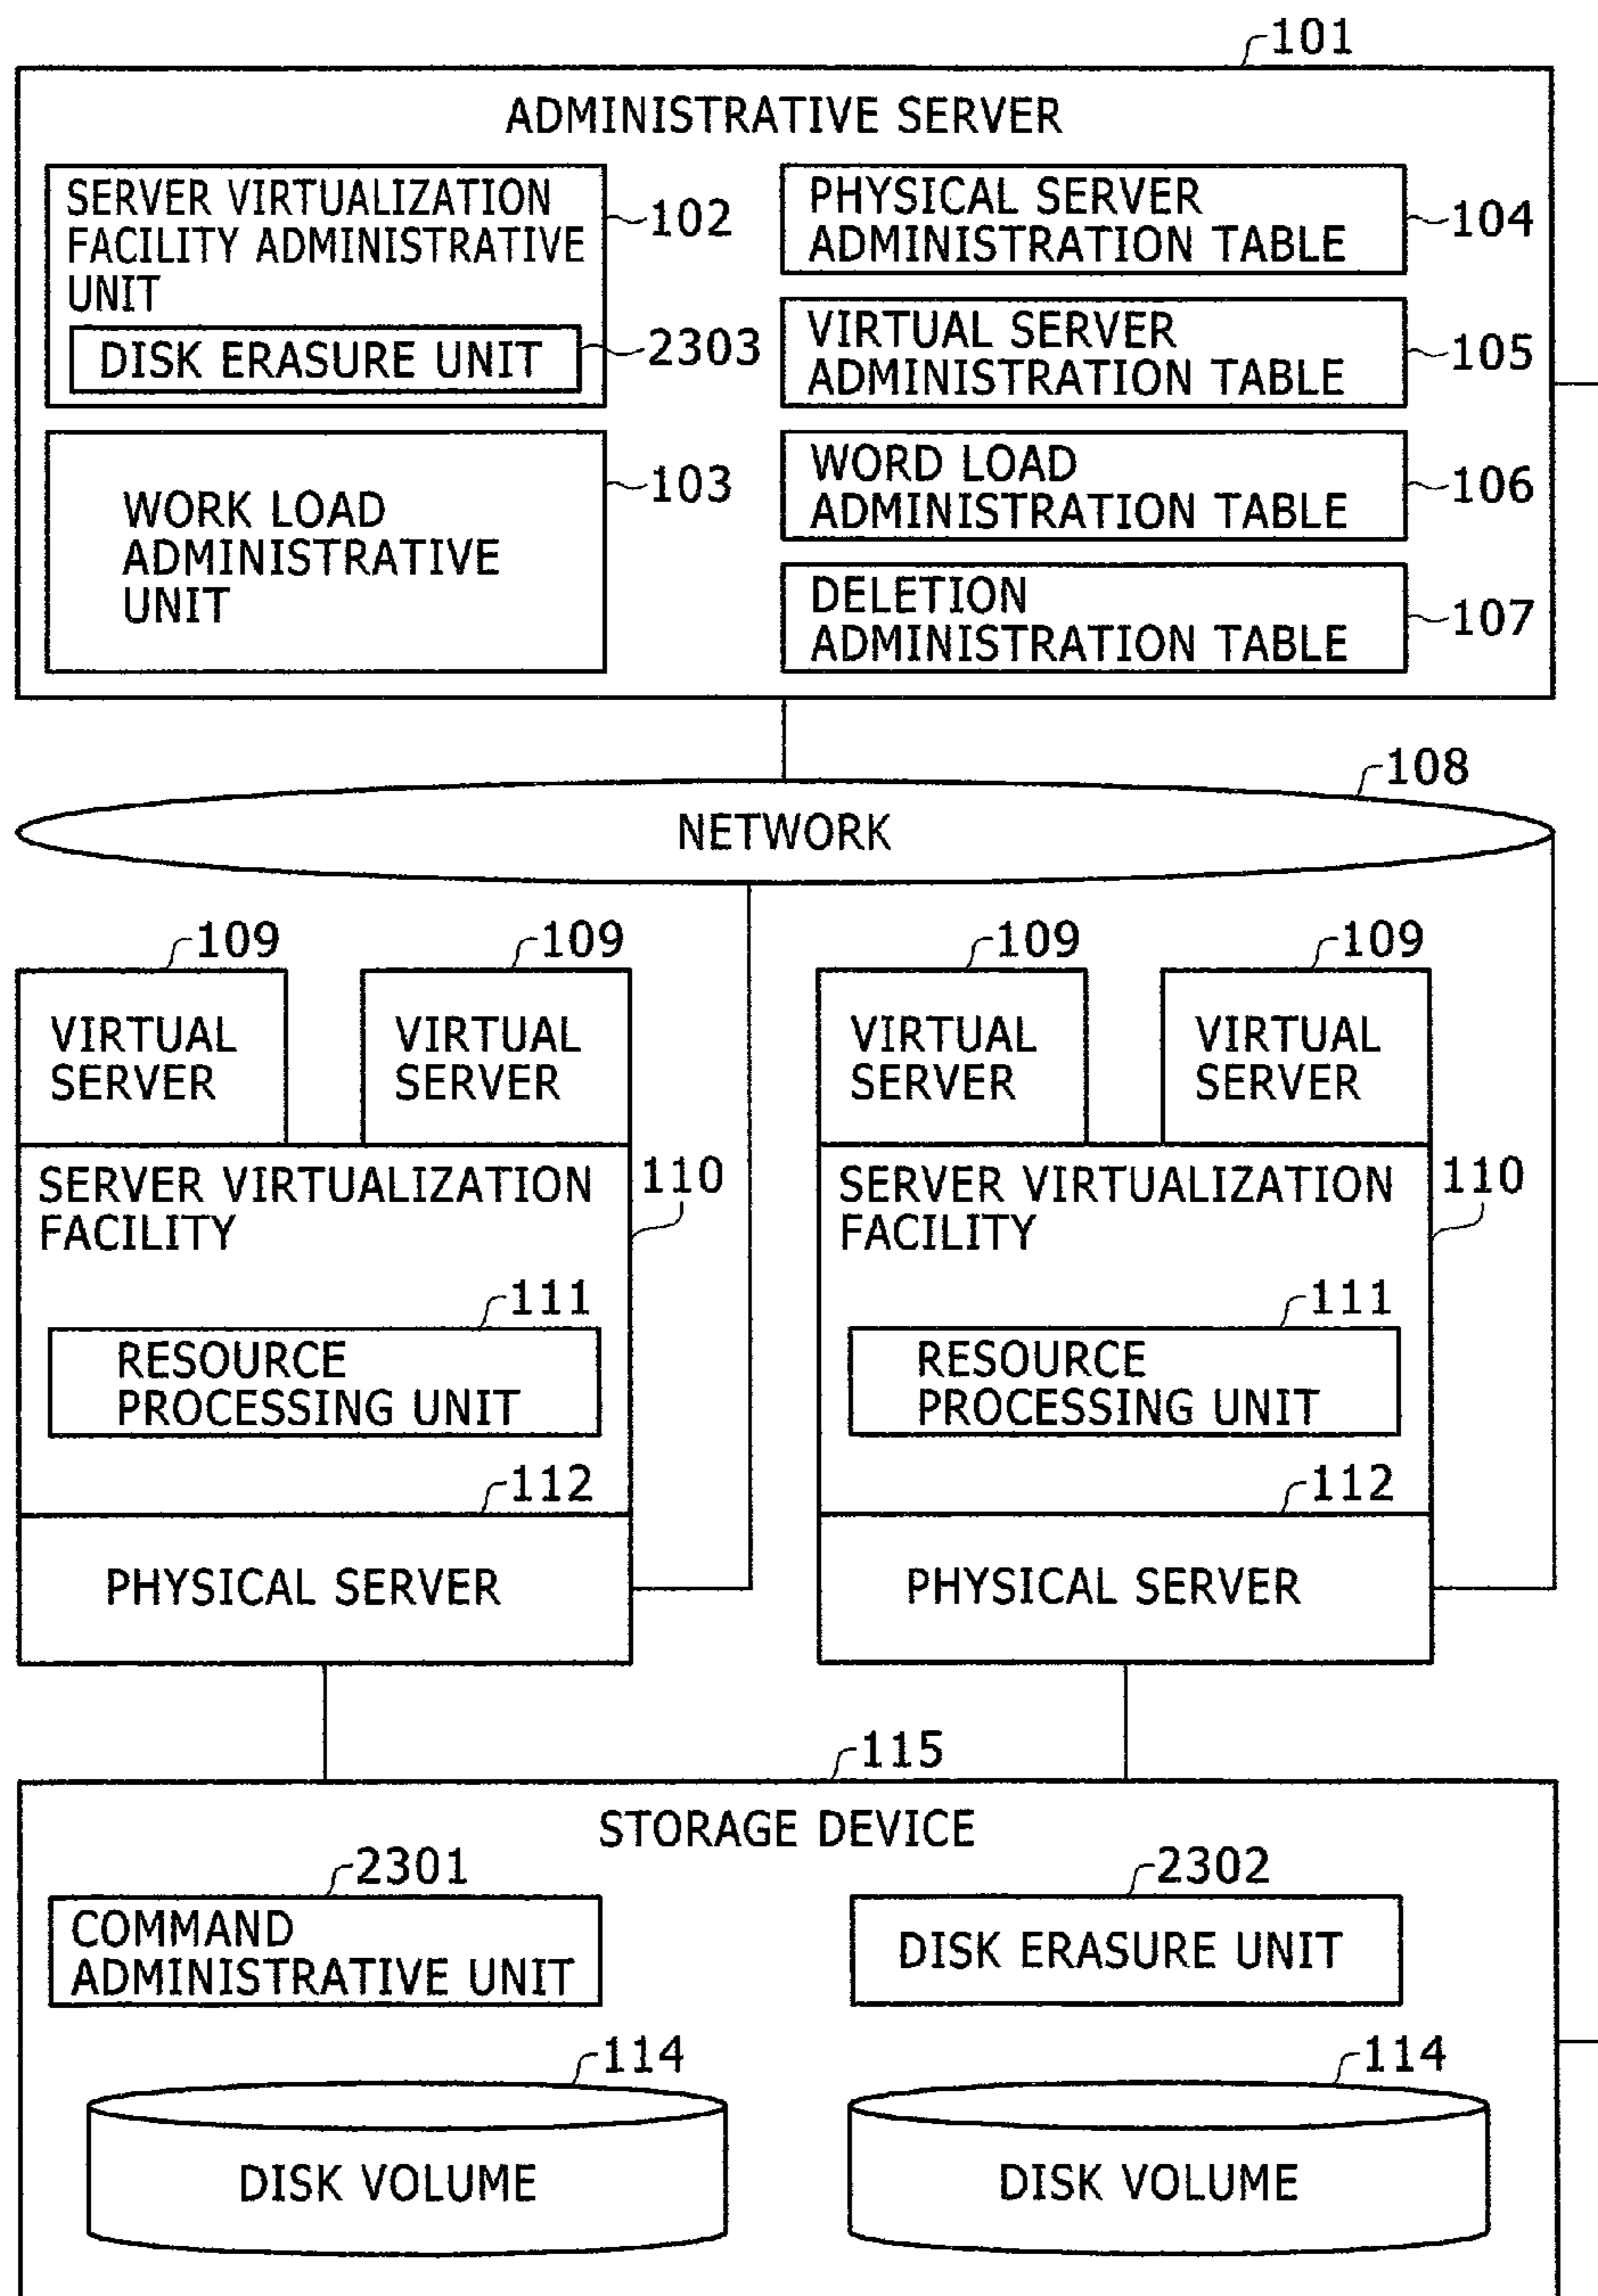 101
ADMINISTRATIVE SERVER
SERVER VIRTUALIZATION
FACILITY ADMINISTRATIVE
UNIT
102
DISK ERASURE UNIT
2303
WORK LOAD
ADMINISTRATIVE
UNIT
103
PHYSICAL SERVER
ADMINISTRATION TABLE
104
VIRTUAL SERVER
ADMINISTRATION TABLE
105
WORD LOAD
ADMINISTRATION TABLE
106
DELETION
ADMINISTRATION TABLE
107
108
NETWORK
109
VIRTUAL
SERVER
109
VIRTUAL
SERVER
SERVER VIRTUALIZATION
FACILITY
110
111
RESOURCE
PROCESSING UNIT
112
PHYSICAL SERVER
109
VIRTUAL
SERVER
109
VIRTUAL
SERVER
SERVER VIRTUALIZATION
FACILITY
110
111
RESOURCE
PROCESSING UNIT
112
PHYSICAL SERVER
115
STORAGE DEVICE
2301
COMMAND
ADMINISTRATIVE UNIT
2302
DISK ERASURE UNIT
114
DISK VOLUME
114
DISK VOLUME